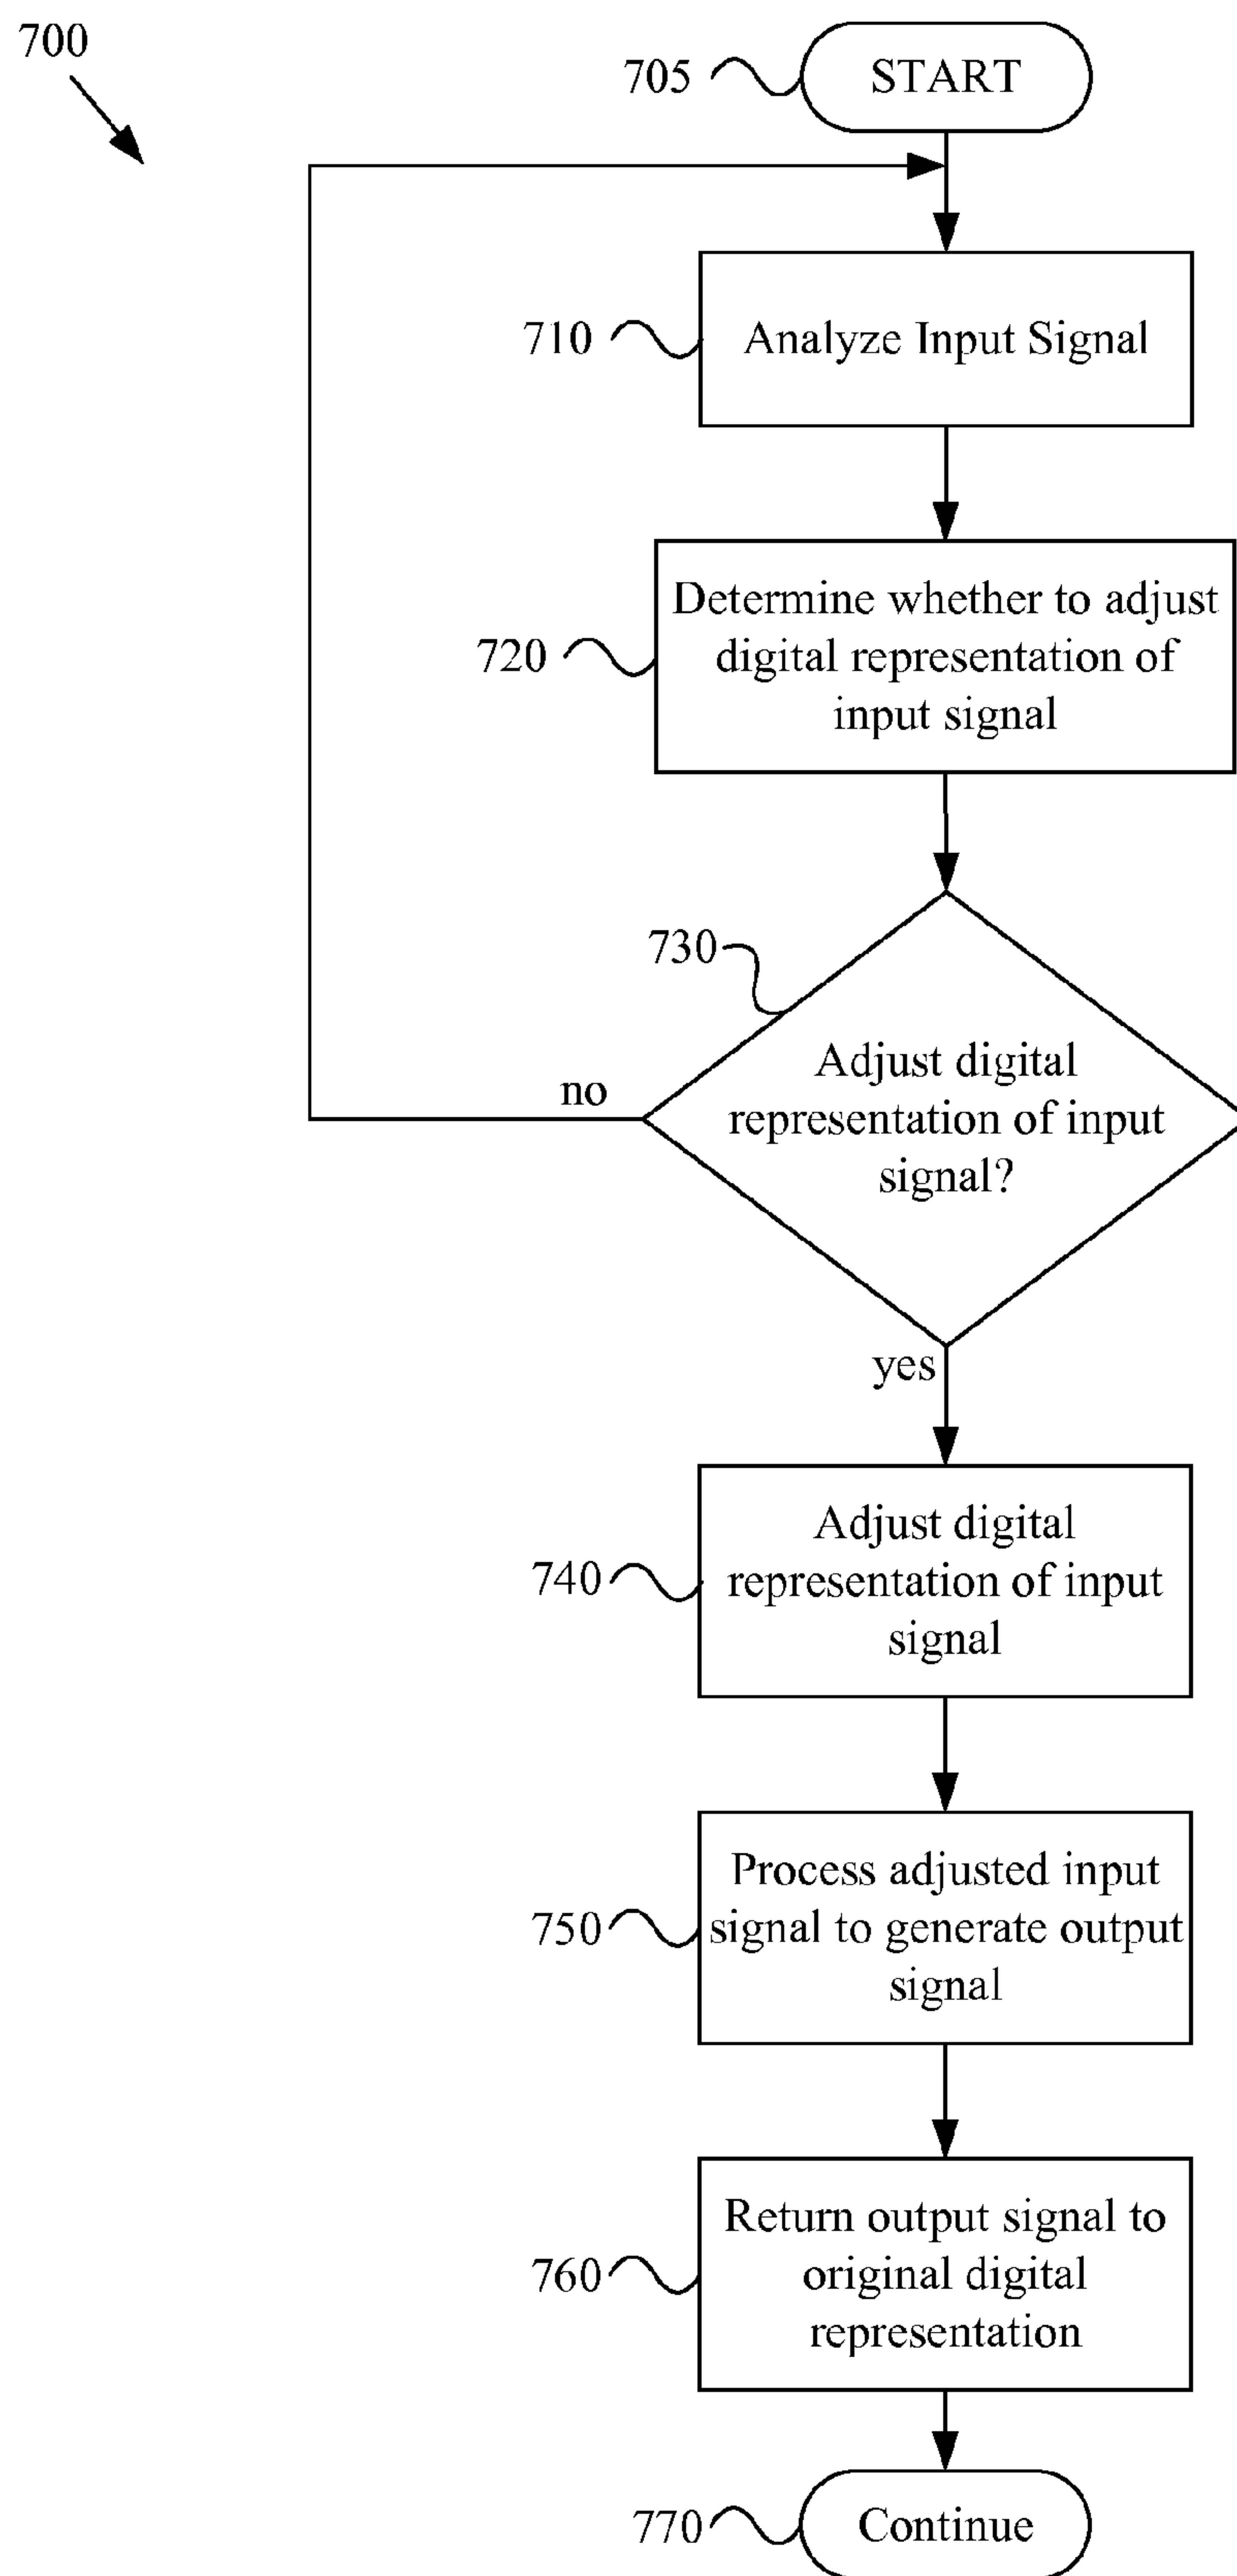 700
705
START
710
Analyze Input Signal
720
Determine whether to adjust
digital representation of
input signal
730
Adjust digital
representation of input
signal?
no
yes
740
Adjust digital
representation of input
signal
750
Process adjusted input
signal to generate output
signal
760
Return output signal to
original digital
representation
770
Continue